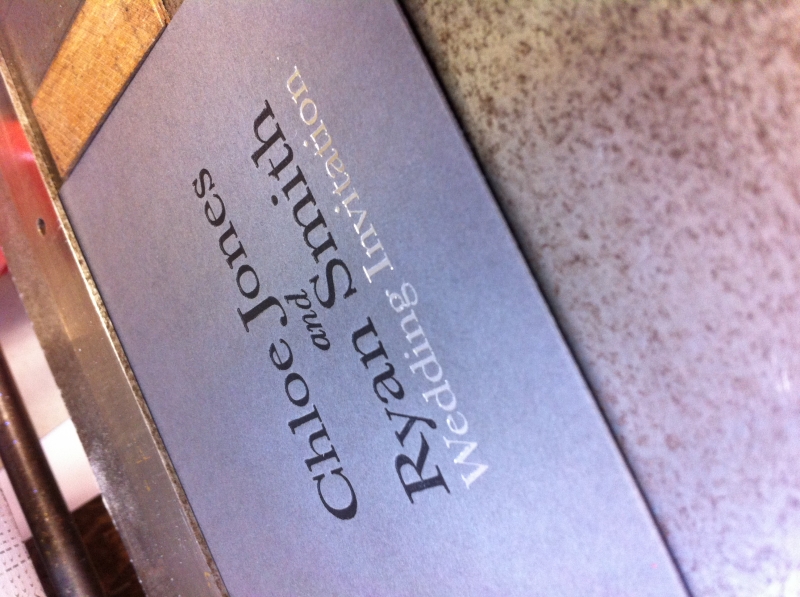 Chloe Jones
and
Ryan Smith
Wedding Invitation